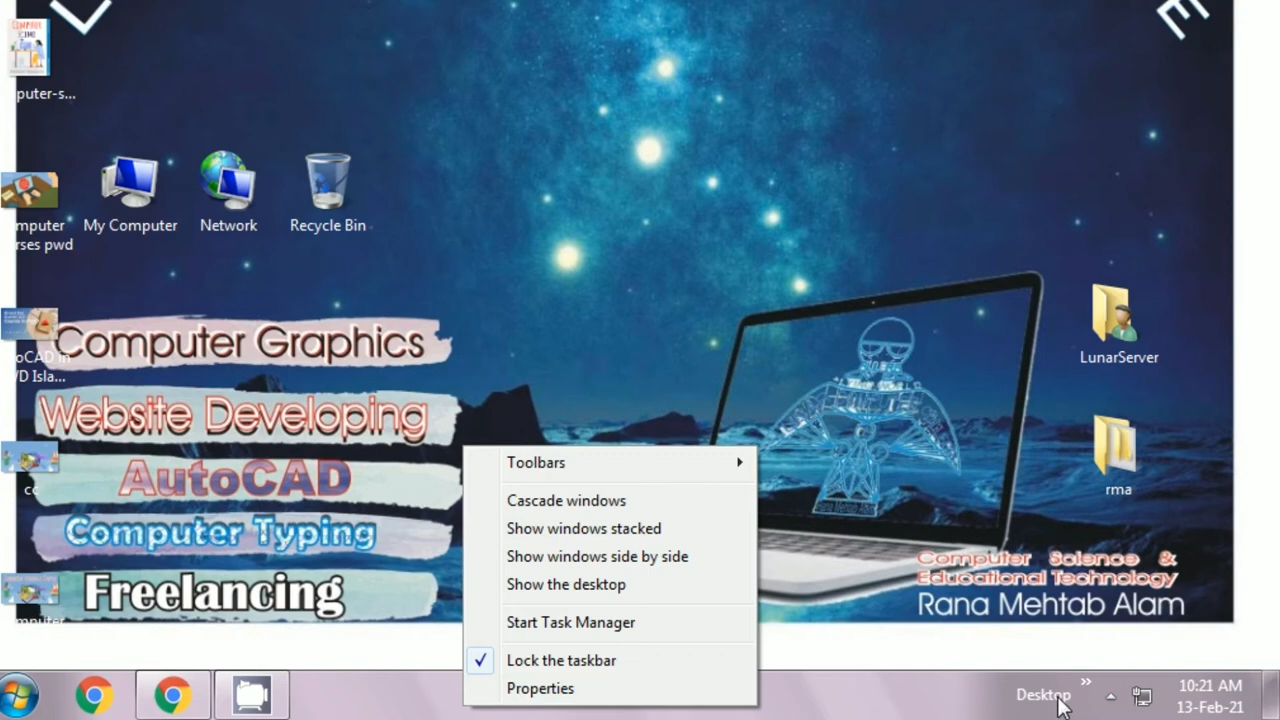 puter-s...
My Computer
Network
Recycle Bin
mputer
rses pwd
LunarServer
oCAD in
/D Isla...
Computer Graphics
Website Developing
AutoCAD
Computer Typing
Freelancing
cc
rma
Toolbars
Cascade windows
Show windows stacked
Show windows side by side
Show the desktop
Start Task Manager
Lock the taskbar
Properties
Computer Science &
Educational Technology
Rana Mehtab Alam
mputer
Desktop
10:21 AM
13-Feb-21